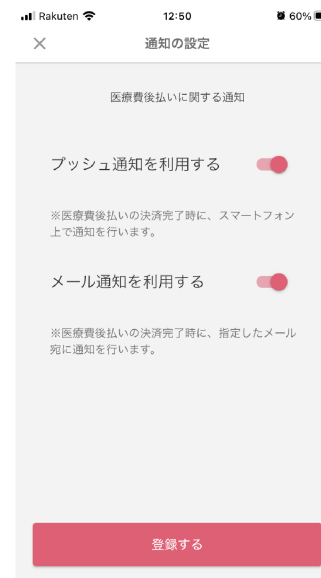 Rakuten 12:50 60%
通知の設定
医療費後払いに関する通知
プッシュ通知を利用する
※医療費後払いの決済完了時に、スマートフォン
上で通知を行います。
メール通知を利用する
※医療費後払いの決済完了時に、指定したメール
宛に通知を行います。
登録する